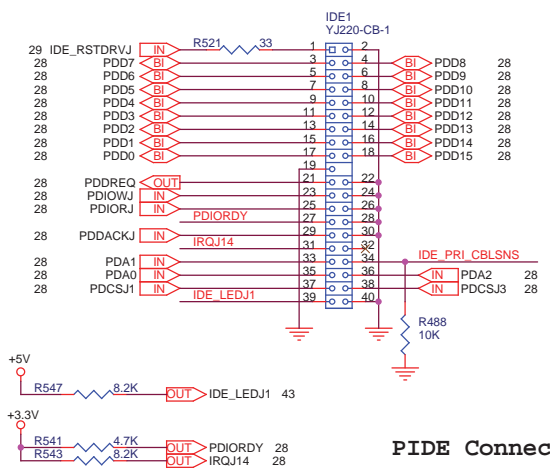 IDE1
YJ220-CB-1
29 IDE_RSTDRVJ IN R521 33 1 2
28 PDD7 BI 3 4 BI PDD8 28
28 PDD6 BI 5 6 BI PDD9 28
28 PDD5 BI 7 8 BI PDD10 28
28 PDD4 BI 9 10 BI PDD11 28
28 PDD3 BI 11 12 BI PDD12 28
28 PDD2 BI 13 14 BI PDD13 28
28 PDD1 BI 15 16 BI PDD14 28
28 PDD0 BI 17 18 BI PDD15 28
19
28 PDDREQ OUT 21 22
28 PDIOWJ IN 23 24
28 PDIORJ IN 25 26
PDIORDY 27 28
28 PDDACKJ IN 29 30
IRQJ14 31 32
28 PDA1 IN 33 34 IDE_PRI_CBLSNS
28 PDA0 IN 35 36 IN PDA2 28
28 PDCSJ1 IN 37 38 IN PDCSJ3 28
IDE_LEDJ1 39 40
R488
10K
+5V
R547 8.2K OUT IDE_LEDJ1 43
+3.3V
R541 4.7K OUT PDIORDY 28
R543 8.2K OUT IRQJ14 28
PIDE Connec